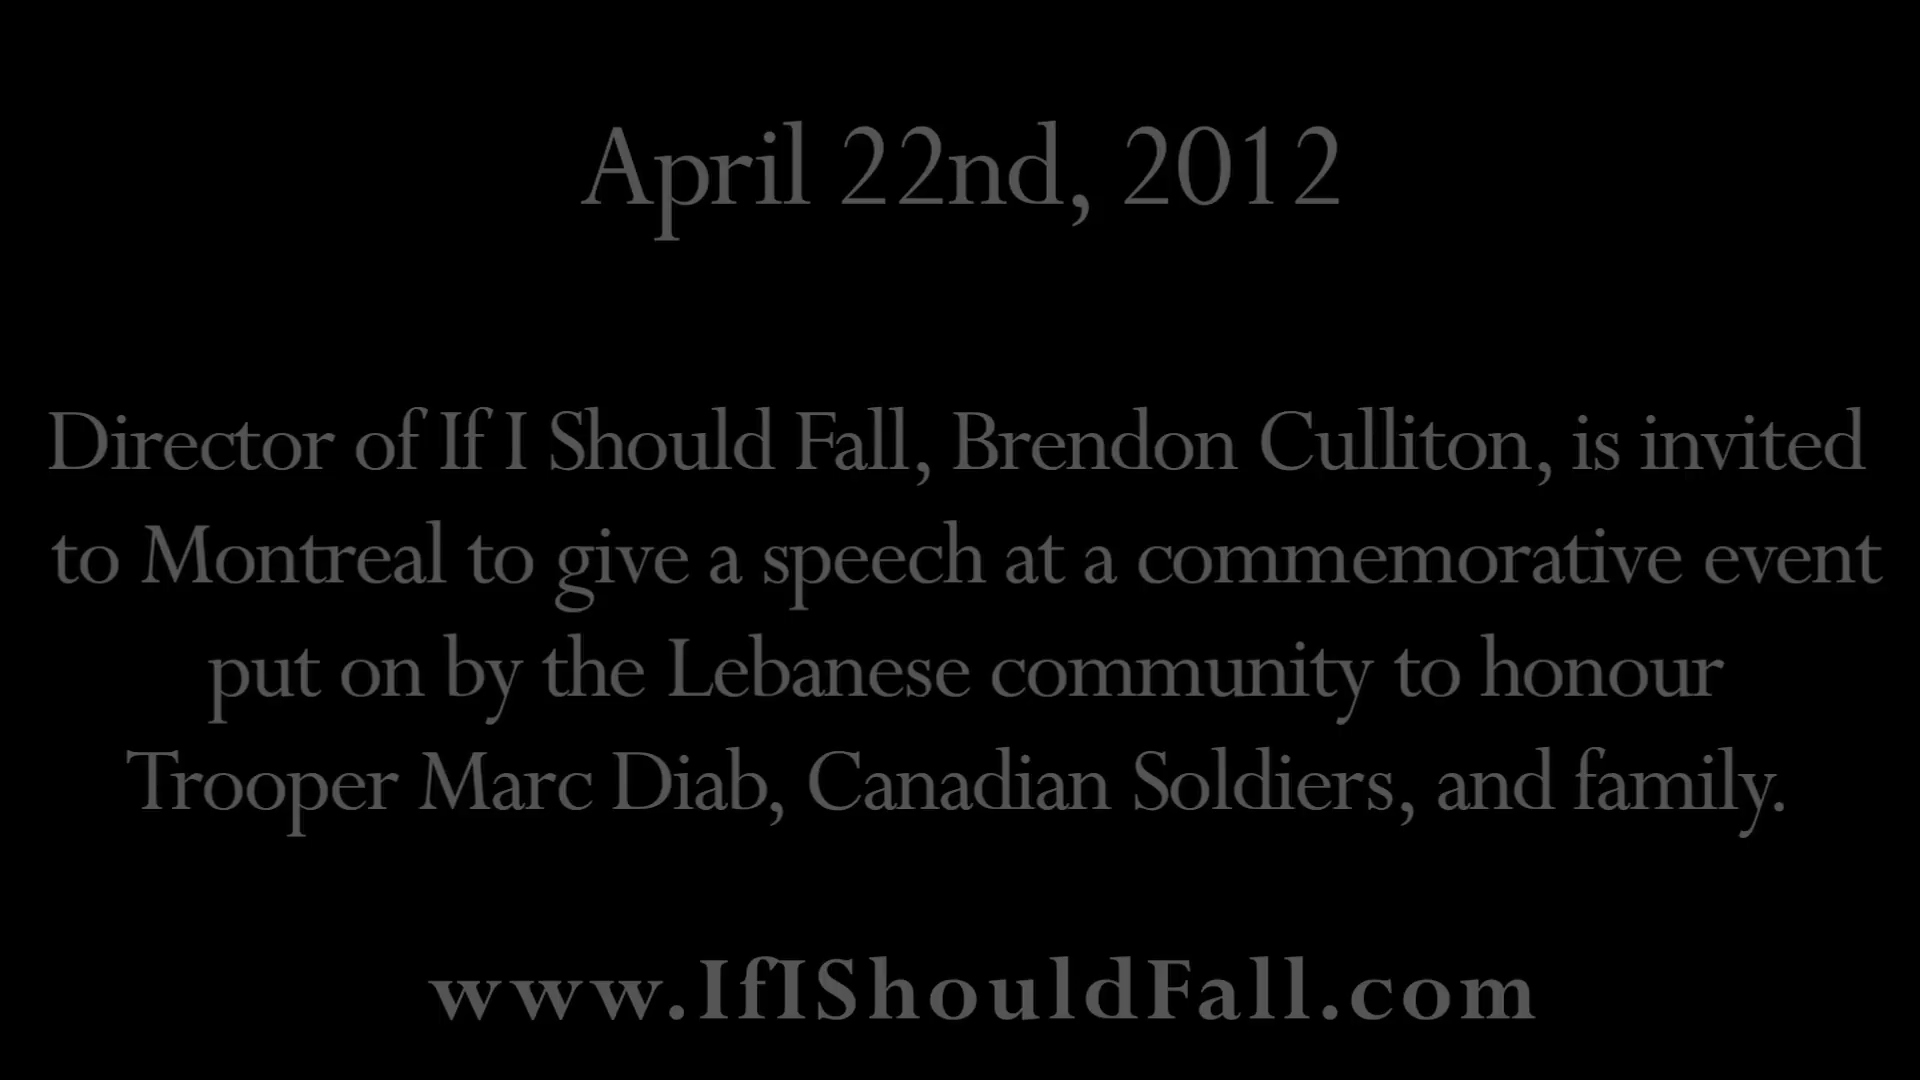 April 22nd, 2012
Director of If I Should Fall, Brendon Culliton, is invited
to Montreal to give a speech at a commemorative event
put on by the Lebanese community to honour
Trooper Marc Diab, Canadian Soldiers, and family.
www.IfIShouldFall.com